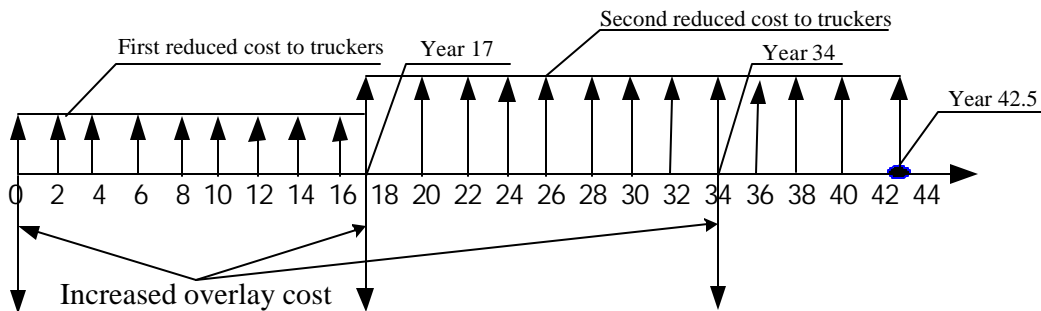 Second reduced cost to truckers
First reduced cost to truckers
Year 17
Year 34
Year 42.5
0 2 4 6 8 10 12 14 16 18 20 22 24 26 28 30 32 34 36 38 40 42 44
Increased overlay cost